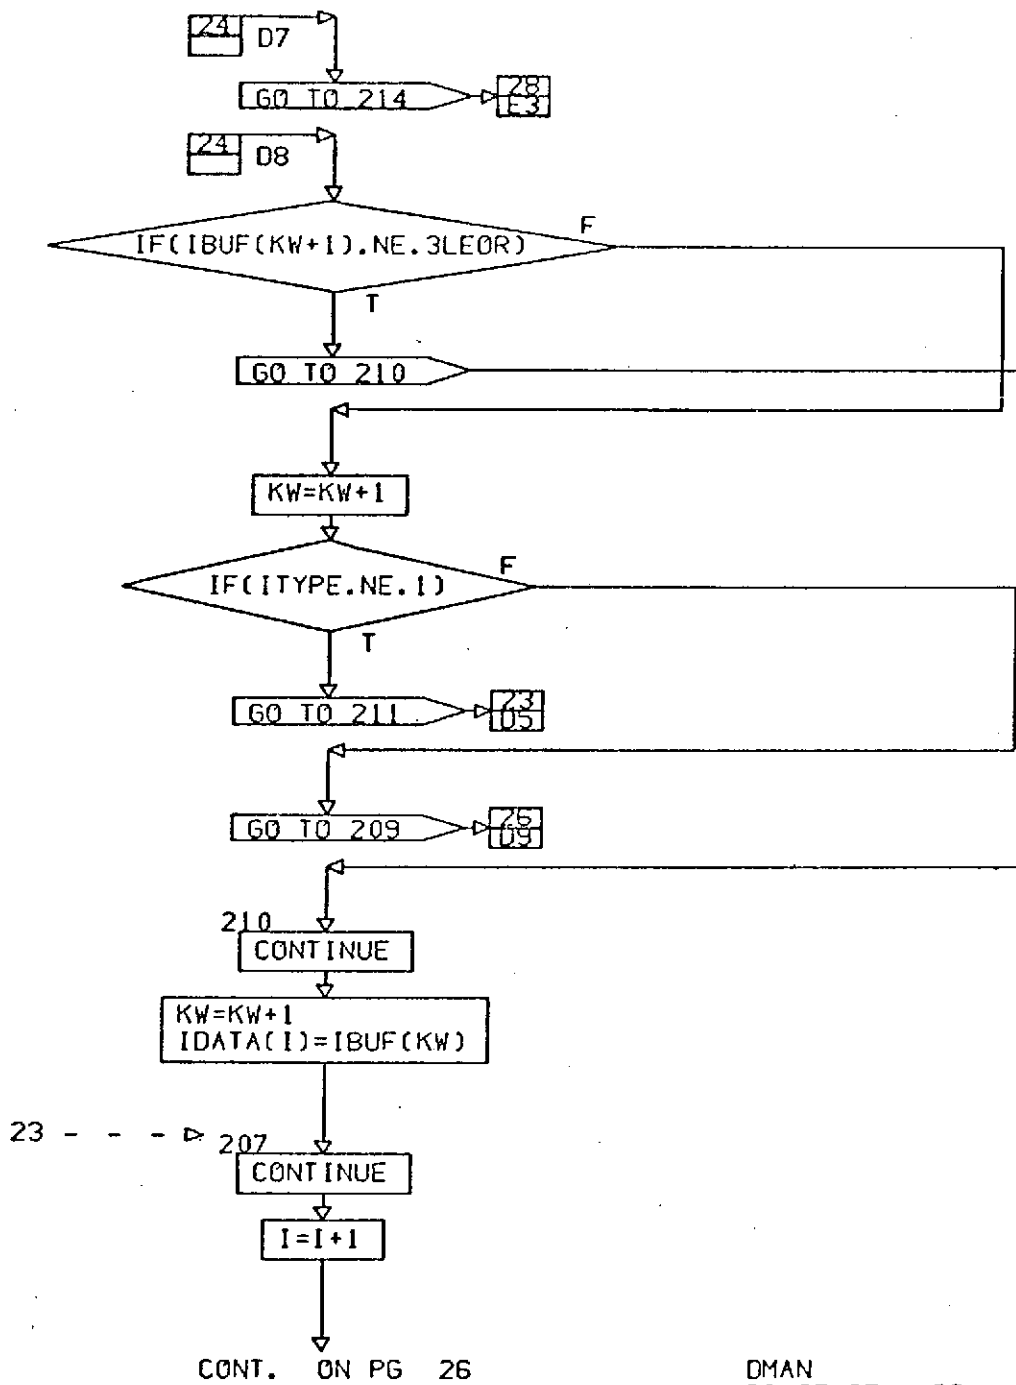 24
D7
GO TO 214
28
E3
24
D8
IF(IBUF(KW+1).NE.3LEOR)
F
T
GO TO 210
KW=KW+1
IF(ITYPE.NE.1)
F
T
GO TO 211
23
D5
GO TO 209
26
D9
210
CONTINUE
KW=KW+1
IDATA(I)=IBUF(KW)
23 - - -
207
CONTINUE
I=I+1
CONT. ON PG 26
DMAN